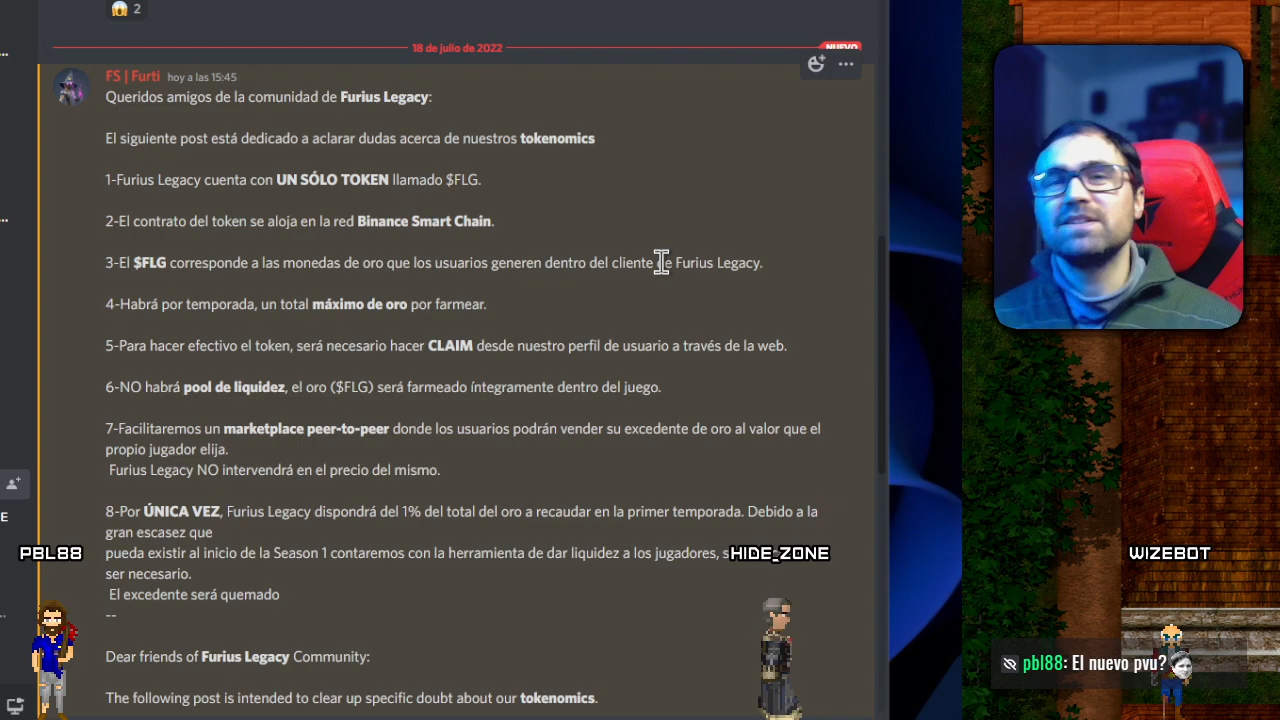 😱 2
18 de julio de 2022
NUEVO
FS | Furti hoy a las 15:45
Queridos amigos de la comunidad de Furius Legacy:
El siguiente post está dedicado a aclarar dudas acerca de nuestros tokenomics
1-Furius Legacy cuenta con UN SÓLO TOKEN llamado $FLG.
2-El contrato del token se aloja en la red Binance Smart Chain.
3-El $FLG corresponde a las monedas de oro que los usuarios generen dentro del cliente de Furius Legacy.
4-Habrá por temporada, un total máximo de oro por farmear.
5-Para hacer efectivo el token, será necesario hacer CLAIM desde nuestro perfil de usuario a través de la web.
6-NO habrá pool de liquidez, el oro ($FLG) será farmeado íntegramente dentro del juego.
7-Facilitaremos un marketplace peer-to-peer donde los usuarios podrán vender su excedente de oro al valor que el
propio jugador elija.
Furius Legacy NO intervendrá en el precio del mismo.
8-Por ÚNICA VEZ, Furius Legacy dispondrá del 1% del total del oro a recaudar en la primer temporada. Debido a la
gran escasez que
pueda existir al inicio de la Season 1 contaremos con la herramienta de dar liquidez a los jugadores, s
ser necesario.
El excedente será quemado
--
Dear friends of Furius Legacy Community:
The following post is intended to clear up specific doubt about our tokenomics.
E
PBL88
HIDE_ZONE
WIZEBOT
pbl88: El nuevo pvu?